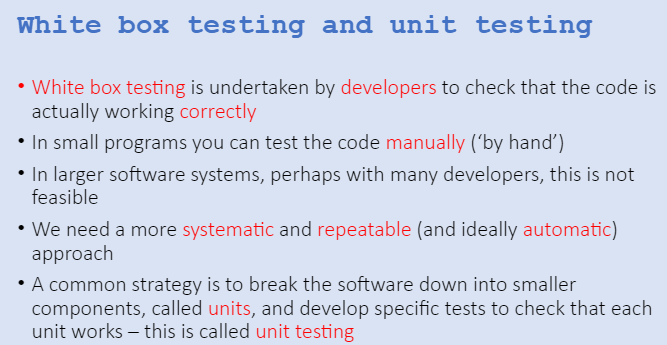 White box testing and unit testing
• White box testing is undertaken by developers to check that the code is
actually working correctly
• In small programs you can test the code manually (‘by hand’)
• In larger software systems, perhaps with many developers, this is not
feasible
• We need a more systematic and repeatable (and ideally automatic)
approach
• A common strategy is to break the software down into smaller
components, called units, and develop specific tests to check that each
unit works – this is called unit testing